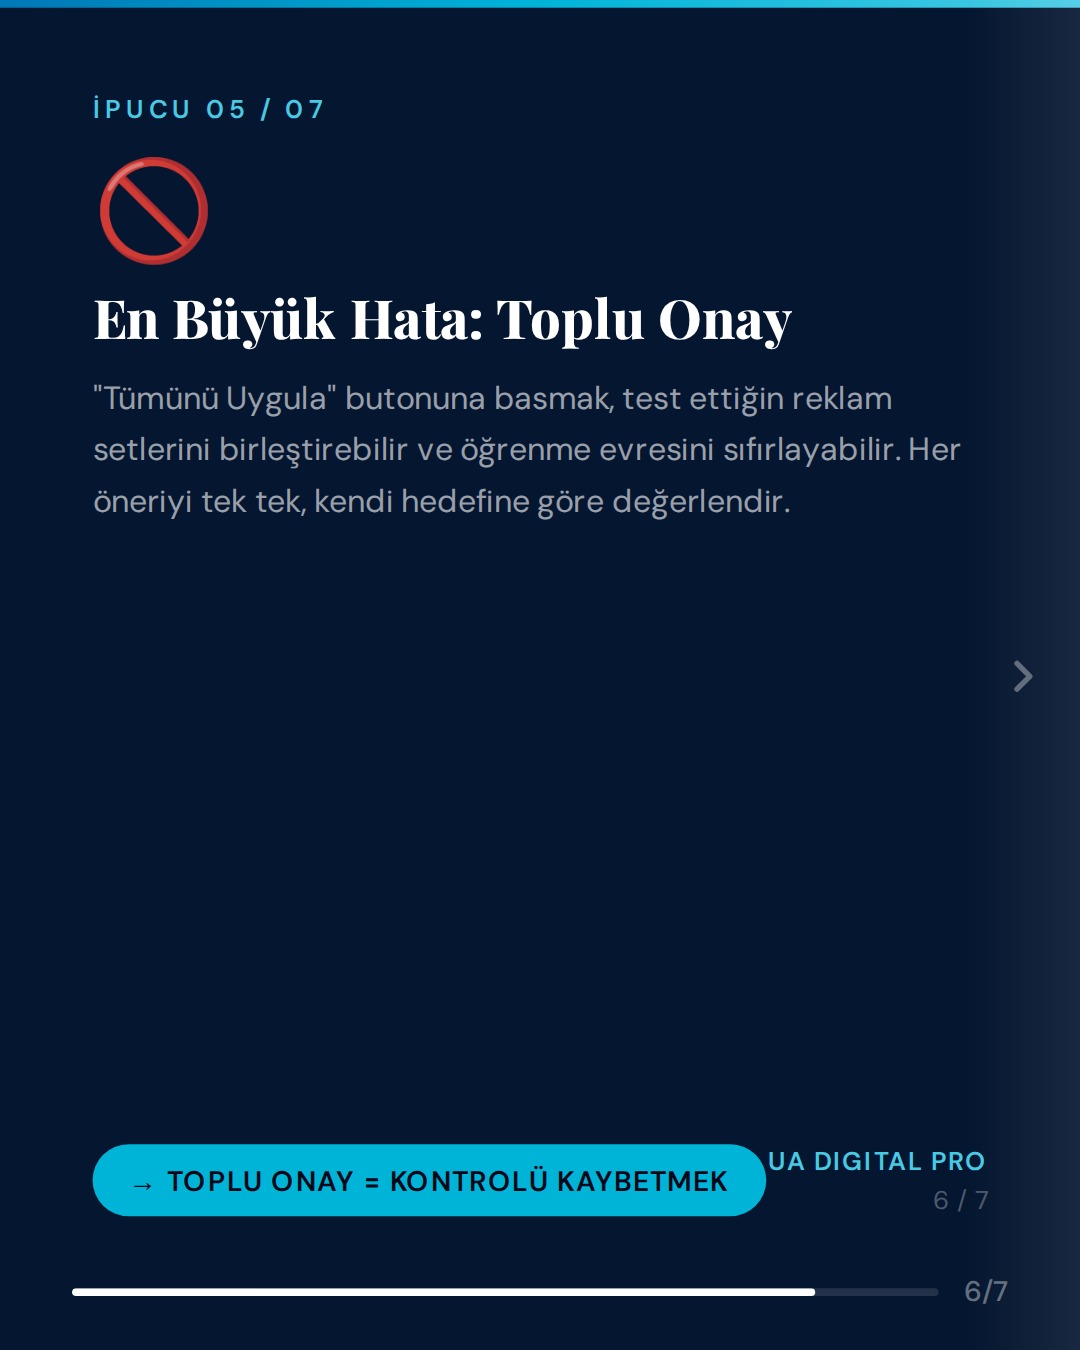 İPUCU 05 / 07
En Büyük Hata: Toplu Onay
"Tümünü Uygula" butonuna basmak, test ettiğin reklam
setlerini birleştirebilir ve öğrenme evresini sıfırlayabilir. Her
öneriyi tek tek, kendi hedefine göre değerlendir.
→ TOPLU ONAY = KONTROLÜ KAYBETMEK
UA DIGITAL PRO
6 / 7
6/7